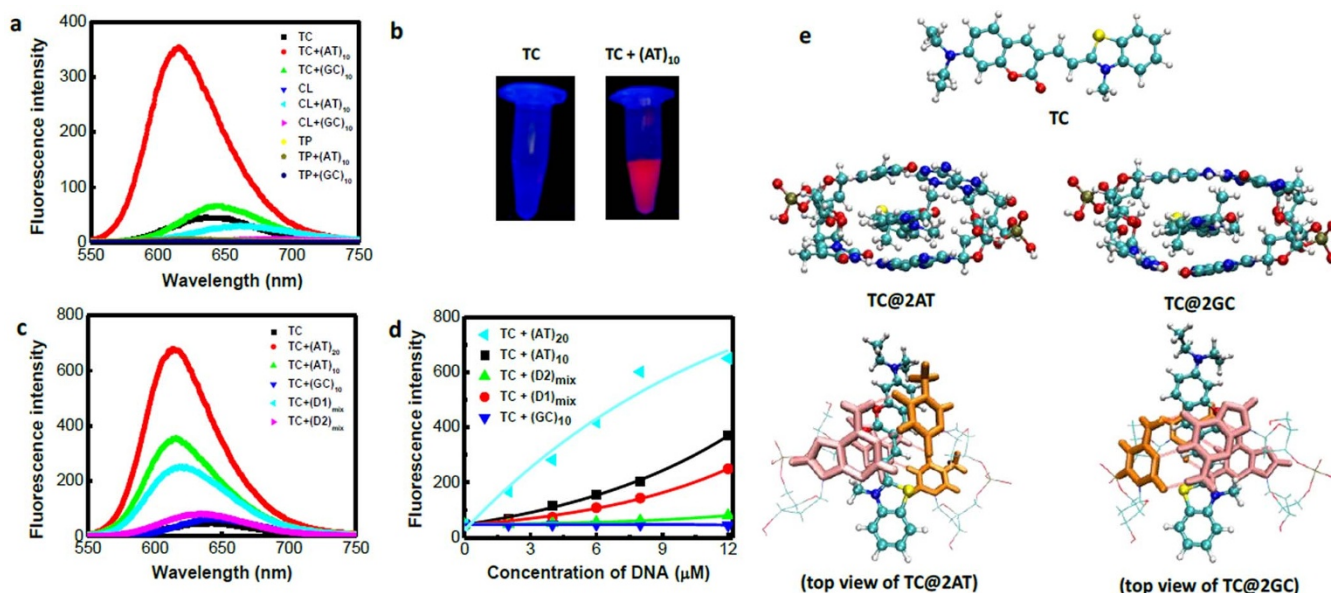 a
Fluorescence intensity
400
300
200
100
0
550 600 650 700 750
Wavelength (nm)
TC
TC+(AT)10
TC+(GC)10
CL
CL+(AT)10
CL+(GC)10
TP
TP+(AT)10
TP+(GC)10
b
TC TC + (AT)10
c
Fluorescence intensity
800
600
400
200
0
550 600 650 700 750
Wavelength (nm)
TC
TC+(AT)20
TC+(AT)10
TC+(GC)10
TC+(D1)mix
TC+(D2)mix
d
Fluorescence intensity
800
600
400
200
0
0 3 6 9 12
Concentration of DNA (µM)
TC + (AT)20
TC + (AT)10
TC + (D2)mix
TC + (D1)mix
TC + (GC)10
e
TC
TC@2AT TC@2GC
(top view of TC@2AT) (top view of TC@2GC)